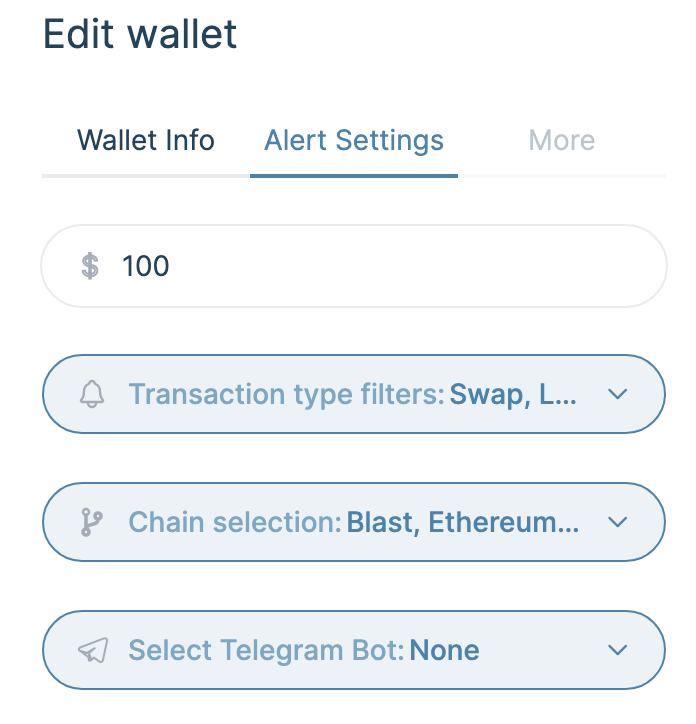 Edit wallet
Wallet Info Alert Settings More
$ 100
Transaction type filters: Swap, L...
Chain selection: Blast, Ethereum...
Select Telegram Bot: None